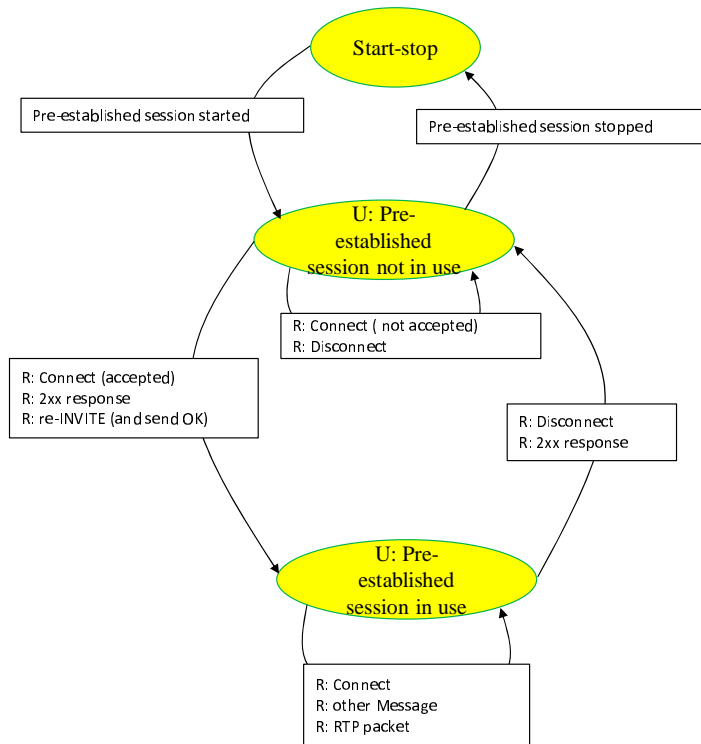 Start-stop
Pre-established session started
Pre-established session stopped
U: Pre-
established
session not in use
R: Connect ( not accepted)
R: Disconnect
R: Connect (accepted)
R: 2xx response
R: re-INVITE (and send OK)
R: Disconnect
R: 2xx response
U: Pre-
established
session in use
R: Connect
R: other Message
R: RTP packet